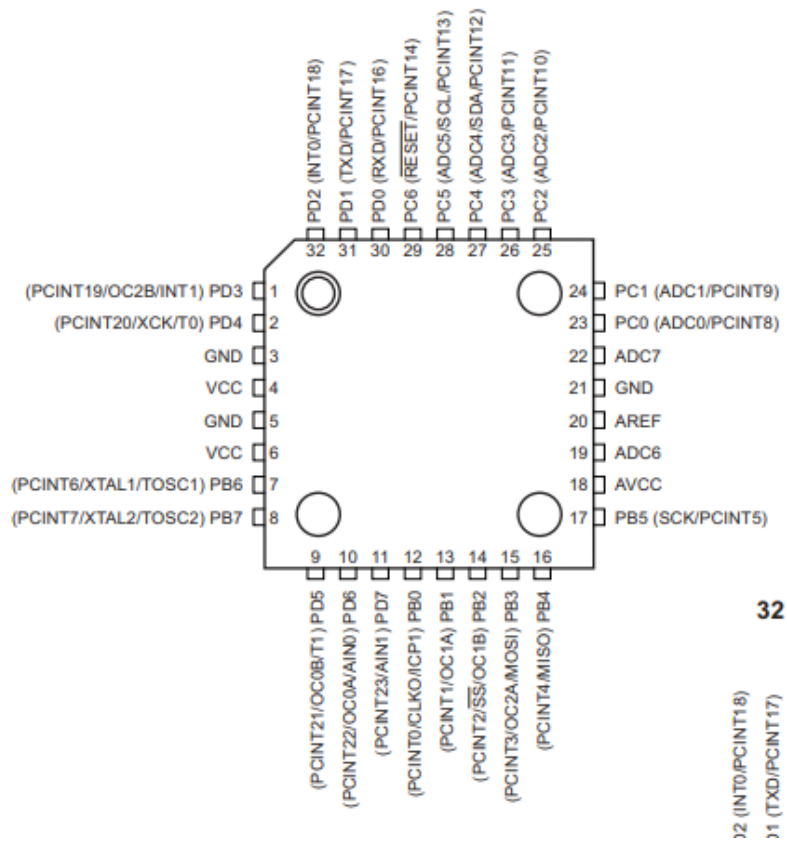 PD2 (INT0/PCINT18)
PD1 (TXD/PCINT17)
PD0 (RXD/PCINT16)
PC6 (RESET/PCINT14)
PC5 (ADC5/SCL/PCINT13)
PC4 (ADC4/SDA/PCINT12)
PC3 (ADC3/PCINT11)
PC2 (ADC2/PCINT10)
32 31 30 29 28 27 26 25
(PCINT19/OC2B/INT1) PD3 1
(PCINT20/XCK/T0) PD4 2
GND 3
VCC 4
GND 5
VCC 6
(PCINT6/XTAL1/TOSC1) PB6 7
(PCINT7/XTAL2/TOSC2) PB7 8
24 PC1 (ADC1/PCINT9)
23 PC0 (ADC0/PCINT8)
22 ADC7
21 GND
20 AREF
19 ADC6
18 AVCC
17 PB5 (SCK/PCINT5)
9 10 11 12 13 14 15 16
(PCINT21/OC0B/T1) PD5
(PCINT22/OC0A/AIN0) PD6
(PCINT23/AIN1) PD7
(PCINT0/CLKO/ICP1) PB0
(PCINT1/OC1A) PB1
(PCINT2/SS/OC1B) PB2
(PCINT3/OC2A/MOSI) PB3
(PCINT4/MISO) PB4
32
(INT0/PCINT18)
(TXD/PCINT17)